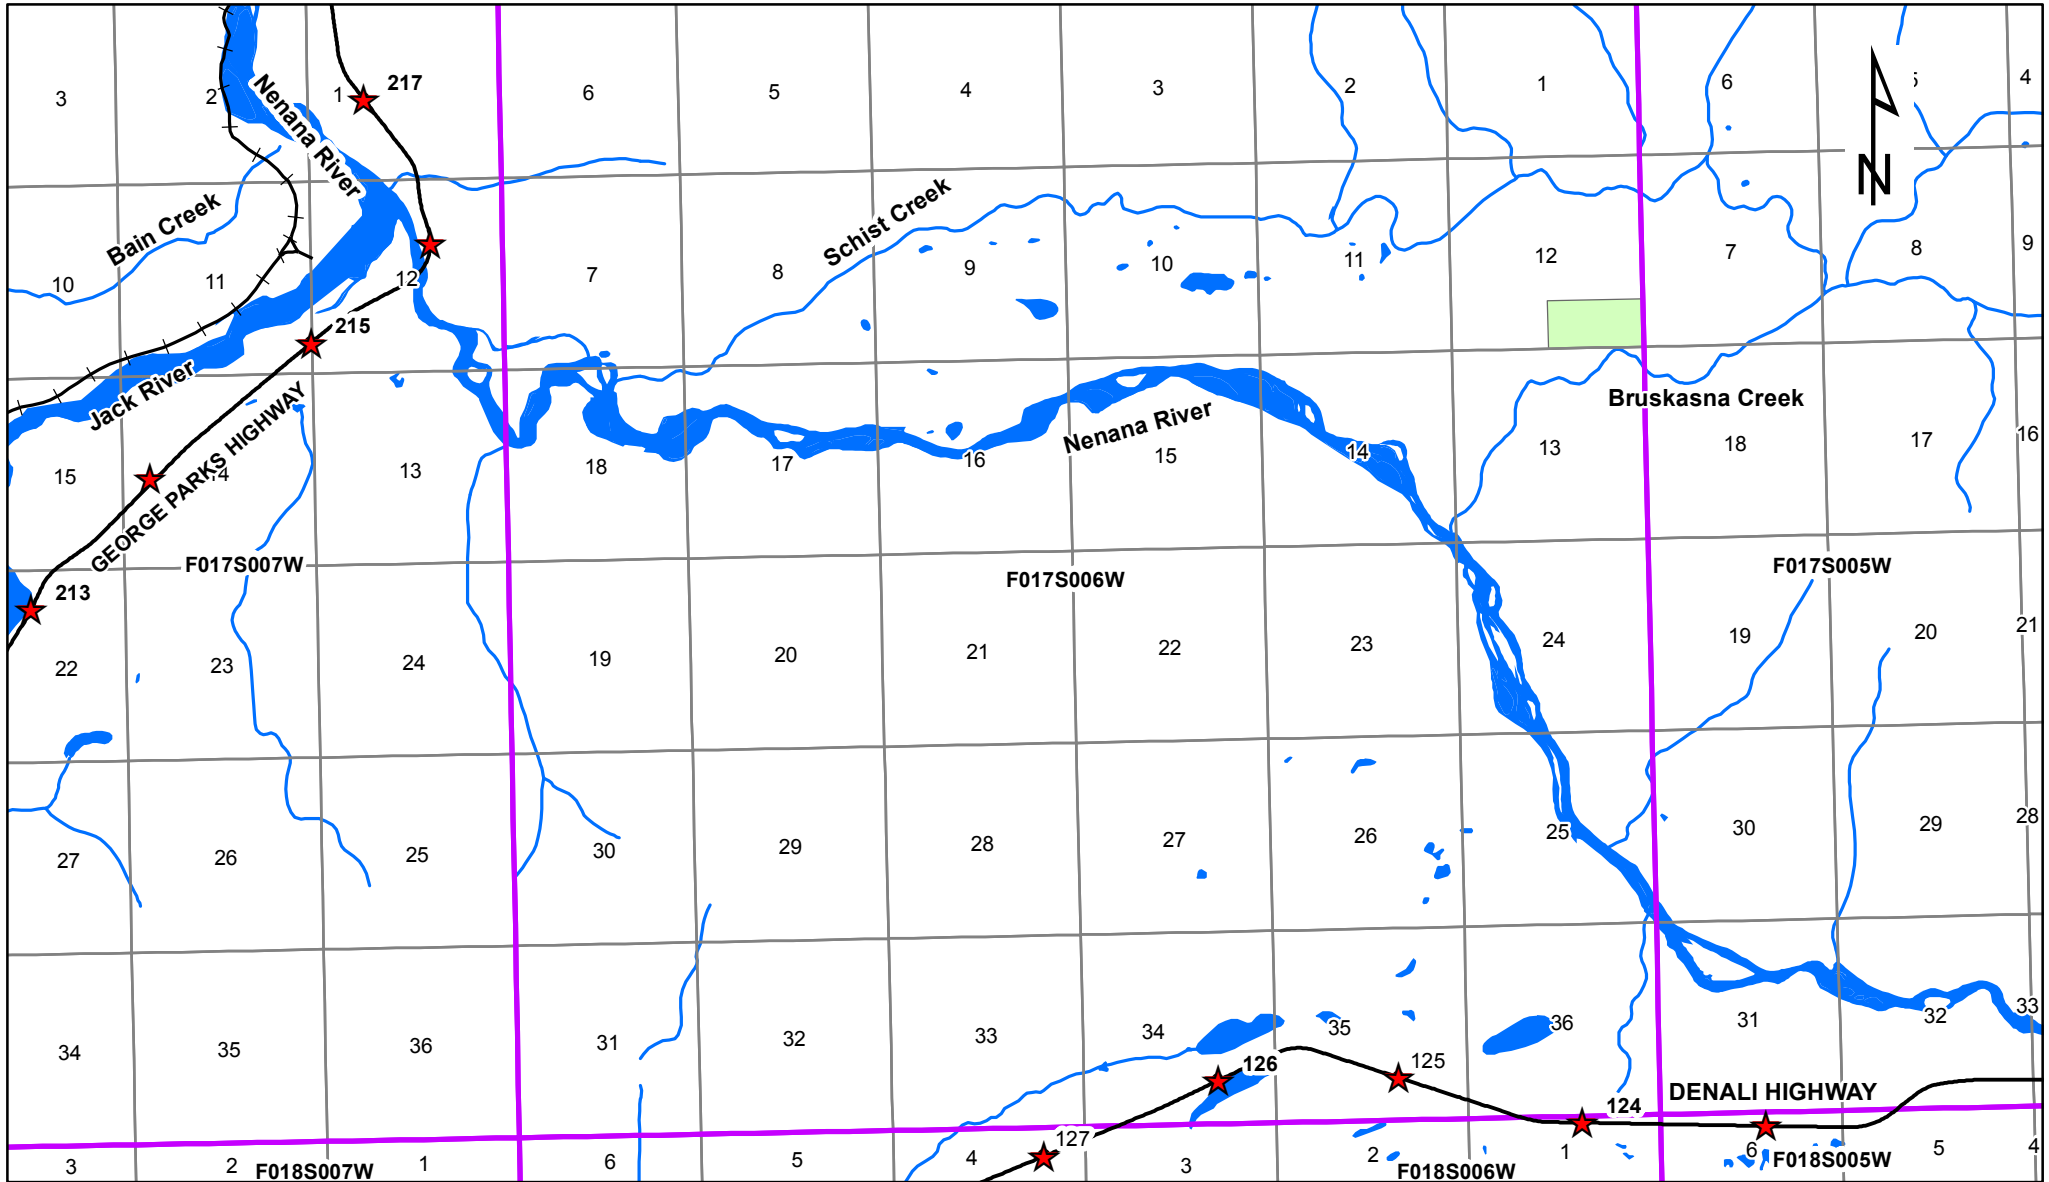 217
3 2 1 6 5 4 3 2 1 6 5 4
Nenana River
N
Bain Creek
Schist Creek
10 11 12 7 8 9 10 11 12 7 8 9
215
Jack River
GEORGE PARKS HIGHWAY
Nenana River
Bruskasna Creek
15 14 13 18 17 16 15 14 13 18 17 16
F017S007W F017S006W F017S005W
213
22 23 24 19 20 21 22 23 24 19 20 21
27 26 25 30 29 28 27 26 25 30 29 28
34 35 36 31 32 33 34 35 36 31 32 33
126 125
DENALI HIGHWAY
124
127
3 2 1 6 5 4 3 2 1 6 5 4
F018S007W F018S006W F018S005W